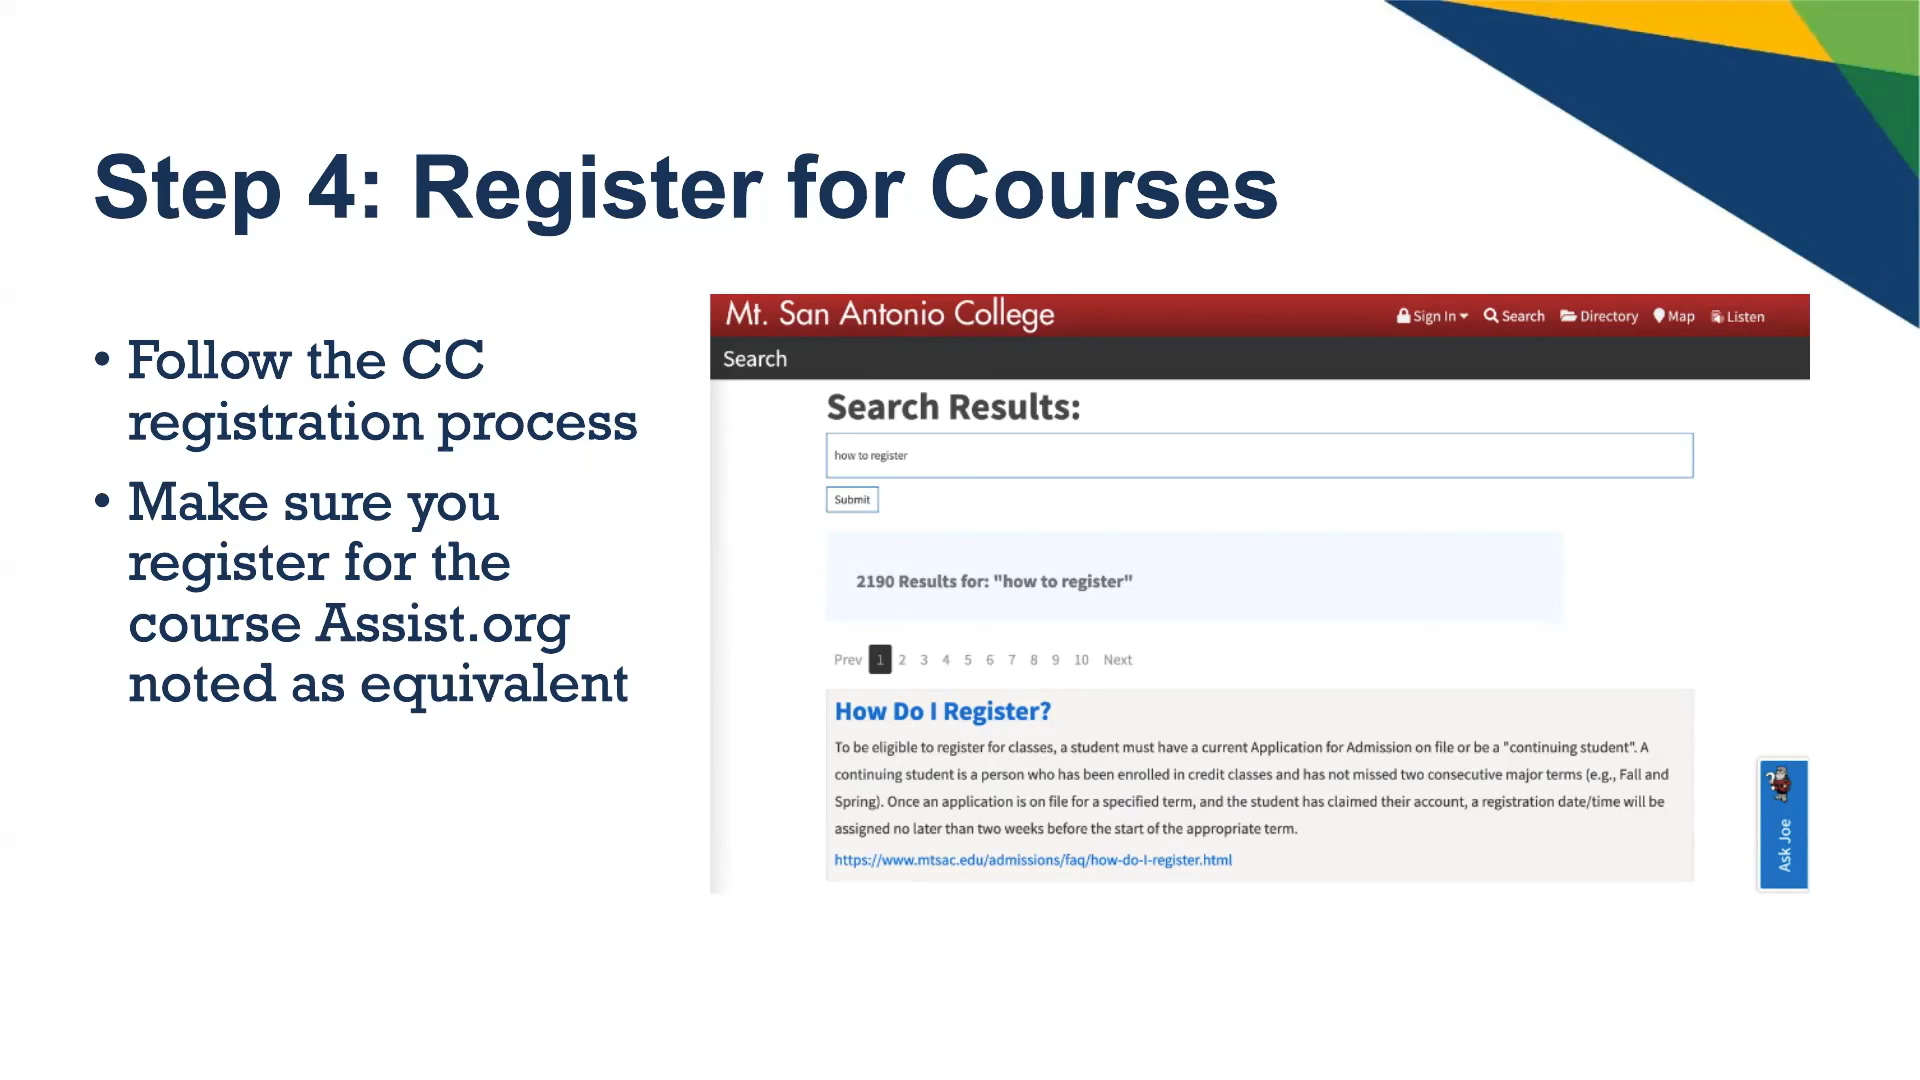 Step 4: Register for Courses
• Follow the CC
registration process
• Make sure you
register for the
course Assist.org
noted as equivalent
Mt. San Antonio College
Sign In Search Directory Map Listen
Search
Search Results:
how to register
Submit
2190 Results for: "how to register"
Prev 1 2 3 4 5 6 7 8 9 10 Next
How Do I Register?
To be eligible to register for classes, a student must have a current Application for Admission on file or be a "continuing student". A
continuing student is a person who has been enrolled in credit classes and has not missed two consecutive major terms (e.g., Fall and
Spring). Once an application is on file for a specified term, and the student has claimed their account, a registration date/time will be
assigned no later than two weeks before the start of the appropriate term.
https://www.mtsac.edu/admissions/faq/how-do-I-register.html
?
Ask Joe